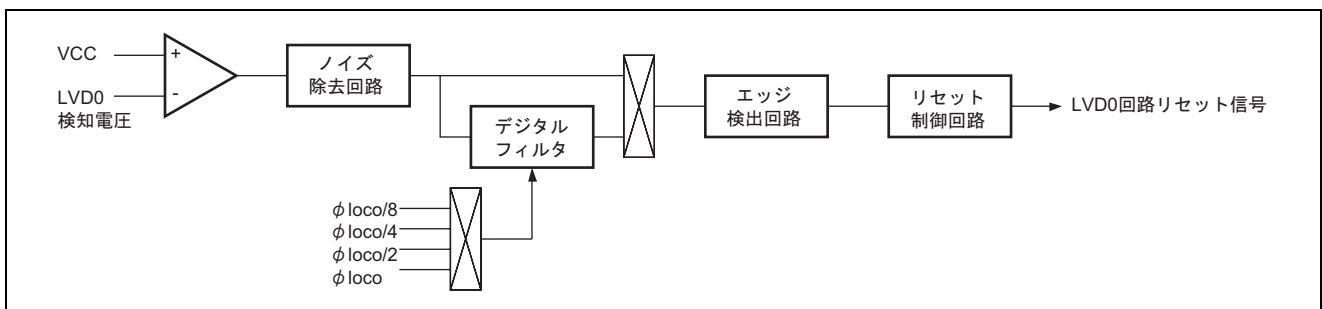 VCC
+
LVD0
検知電圧
-
ノイズ
除去回路
デジタル
フィルタ
エッジ
検出回路
リセット
制御回路
LVD0回路リセット信号
φloco/8
φloco/4
φloco/2
φloco